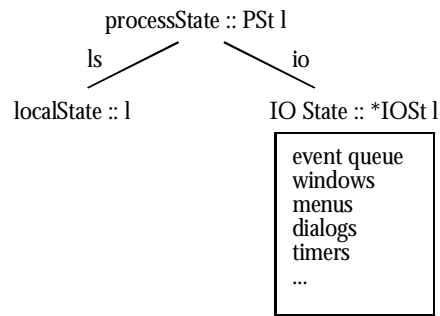 processState :: PSt l
ls
io
localState :: l
IO State :: *IOSt l
event queue
windows
menus
dialogs
timers
...